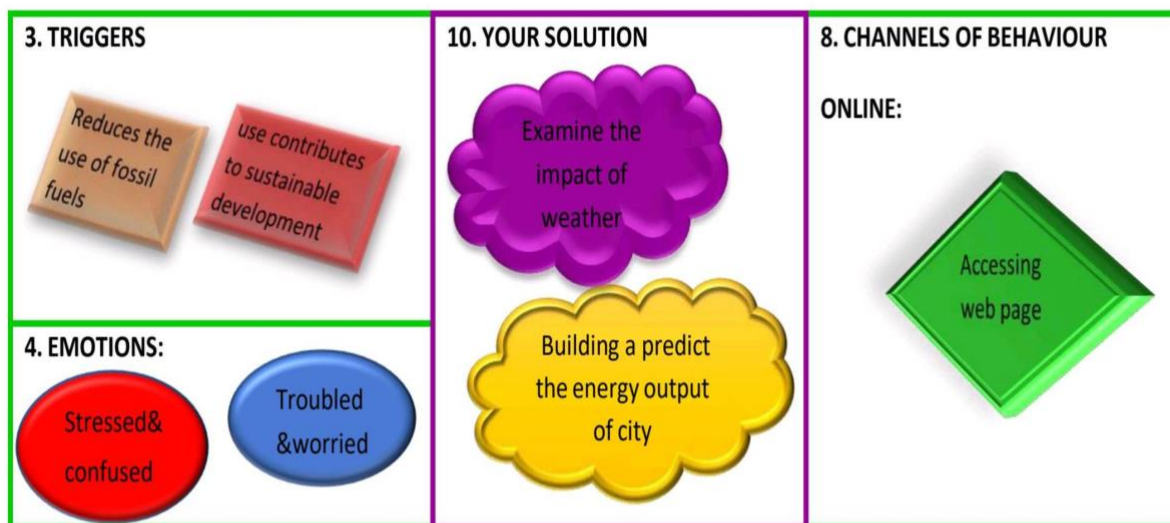 3. TRIGGERS
Reduces the
use of fossil
fuels
use contributes
to sustainable
development
4. EMOTIONS:
Stressed&
confused
Troubled
&worried
10. YOUR SOLUTION
Examine the
impact of
weather
Building a predict
the energy output
of city
8. CHANNELS OF BEHAVIOUR
ONLINE:
Accessing
web page